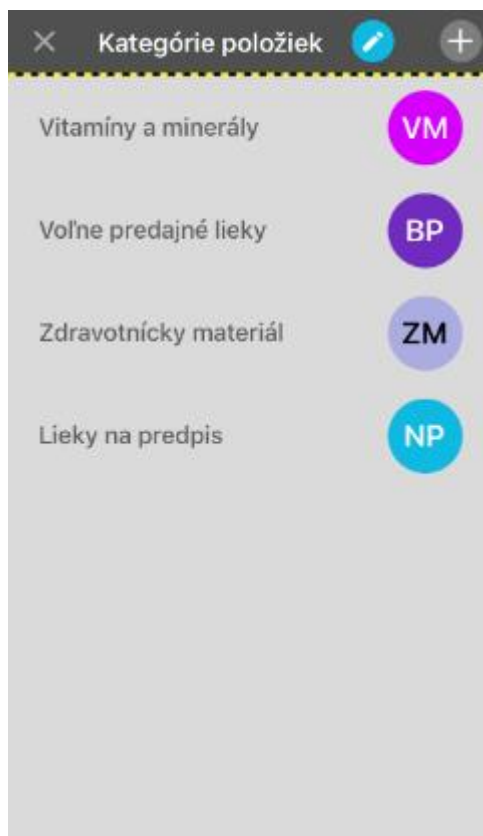 Kategórie položiek
Vitamíny a minerály VM
Voľne predajné lieky BP
Zdravotnícky materiál ZM
Lieky na predpis NP